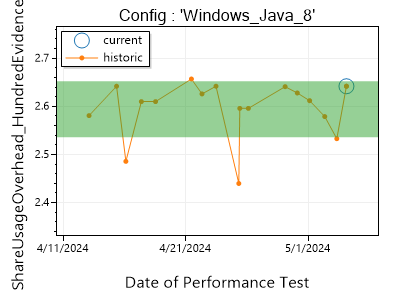 Config : 'Windows_Java_8'
current
historic
ShareUsageOverhead_HundredEvidence
2.7
2.6
2.5
2.4
4/11/2024
4/21/2024
5/1/2024
Date of Performance Test